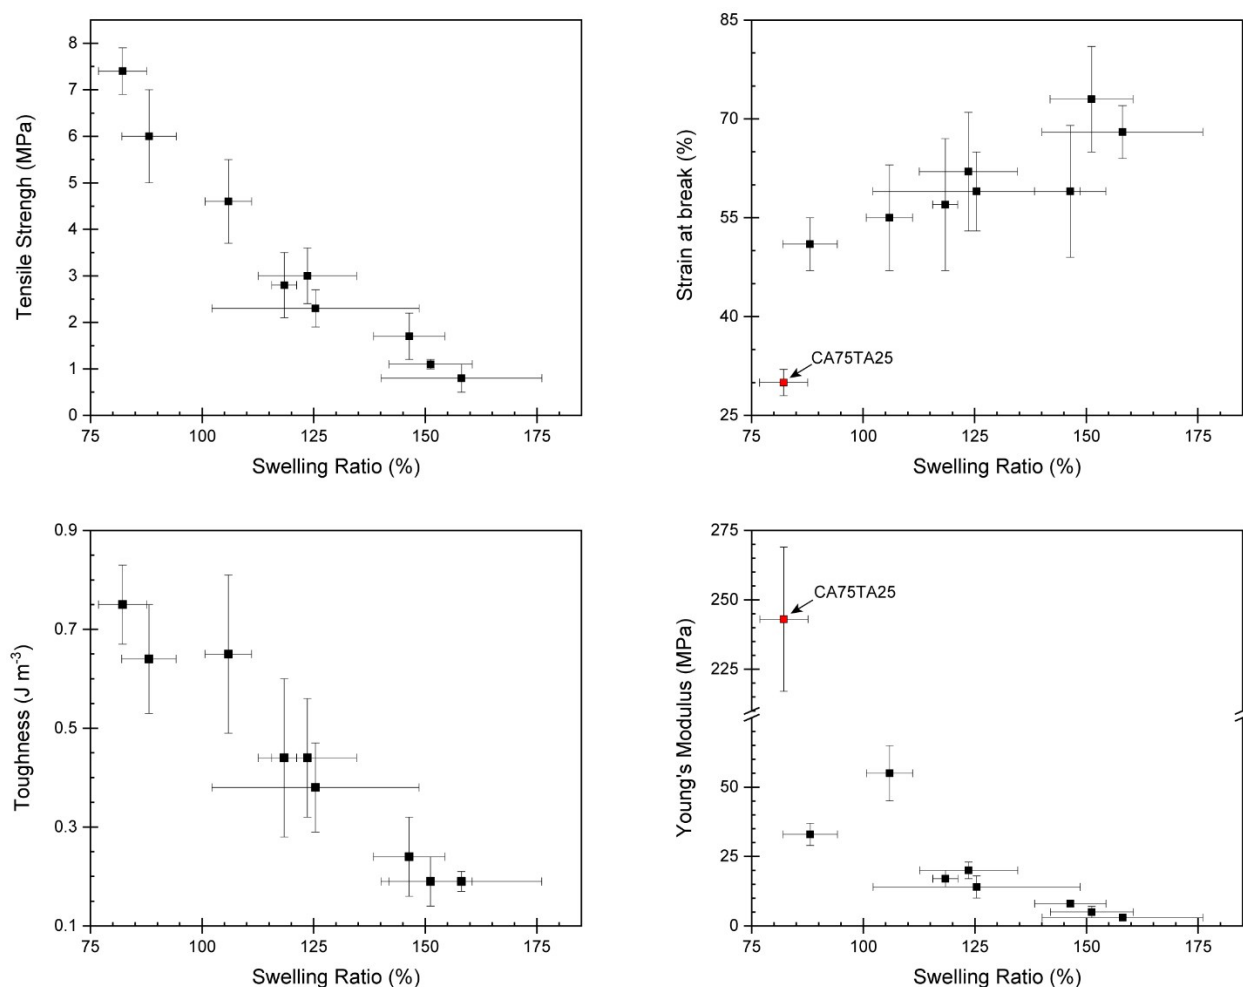 8
7
6
5
4
3
2
1
0
75 100 125 150 175
Swelling Ratio (%)
Tensile Strengh (MPa)
85
70
55
40
25
CA75TA25
75 100 125 150 175
Swelling Ratio (%)
Strain at break (%)
0.9
0.7
0.5
0.3
0.1
75 100 125 150 175
Swelling Ratio (%)
Toughness (J m⁻³)
275
250
225
50
25
0
CA75TA25
75 100 125 150 175
Swelling Ratio (%)
Young's Modulus (MPa)